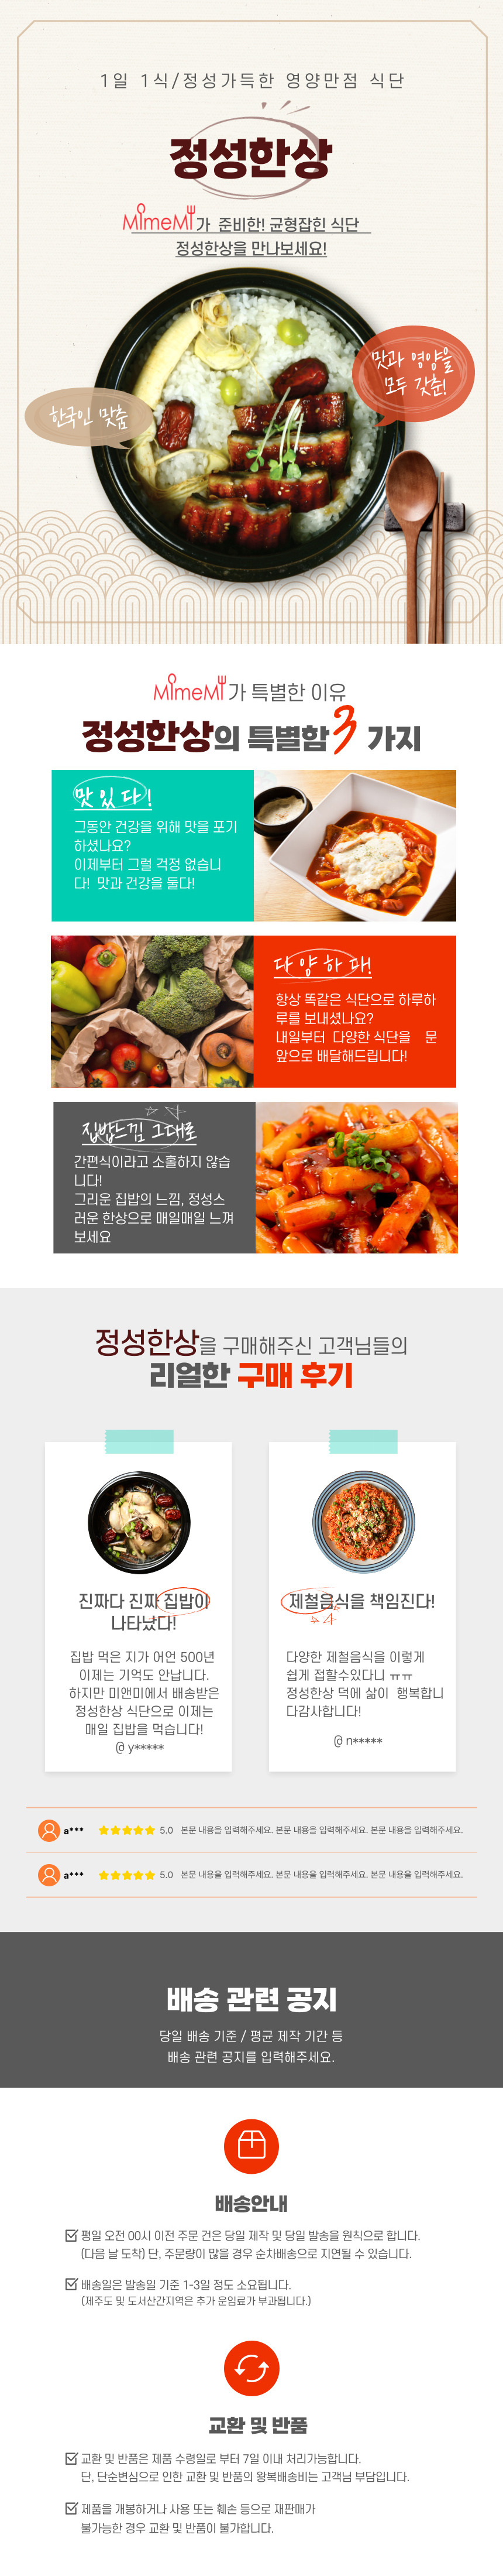 1일 1식/정성가득한 영양만점 식단
정성한상
MimeMi가 준비한! 균형잡힌 식단
정성한상을 만나보세요!
맛과 영양을
모두 갖춘!
한국인 맞춤
MimeMi가 특별한 이유
정성한상의 특별함 3 가지
맛있다!
그동안 건강을 위해 맛을 포기
하셨나요?
이제부터 그럴 걱정 없습니
다! 맛과 건강을 둘다!
다양하다!
항상 똑같은 식단으로 하루하
루를 보내셨나요?
내일부터 다양한 식단을 문
앞으로 배달해드립니다!
집밥느낌 그대로
간편식이라고 소홀하지 않습
니다!
그리운 집밥의 느낌, 정성스
러운 한상으로 매일매일 느껴
보세요
정성한상을 구매해주신 고객님들의
리얼한 구매 후기
진짜다 진짜 집밥이
나타났다!
집밥 먹은 지가 어언 500년
이제는 기억도 안납니다.
하지만 미앤미에서 배송받은
정성한상 식단으로 이제는
매일 집밥을 먹습니다!
@ y*****
제철음식을 책임진다!
다양한 제철음식을 이렇게
쉽게 접할수있다니 ㅠㅠ
정성한상 덕에 삶이 행복합니
다감사합니다!
@ n*****
a*** 5.0 본문 내용을 입력해주세요. 본문 내용을 입력해주세요. 본문 내용을 입력해주세요.
a*** 5.0 본문 내용을 입력해주세요. 본문 내용을 입력해주세요. 본문 내용을 입력해주세요.
배송 관련 공지
당일 배송 기준 / 평균 제작 기간 등
배송 관련 공지를 입력해주세요.
배송안내
평일 오전 00시 이전 주문 건은 당일 제작 및 당일 발송을 원칙으로 합니다.
(다음 날 도착) 단, 주문량이 많을 경우 순차배송으로 지연될 수 있습니다.
배송일은 발송일 기준 1-3일 정도 소요됩니다.
(제주도 및 도서산간지역은 추가 운임료가 부과됩니다.)
교환 및 반품
교환 및 반품은 제품 수령일로 부터 7일 이내 처리가능합니다.
단, 단순변심으로 인한 교환 및 반품의 왕복배송비는 고객님 부담입니다.
제품을 개봉하거나 사용 또는 훼손 등으로 재판매가
불가능한 경우 교환 및 반품이 불가합니다.